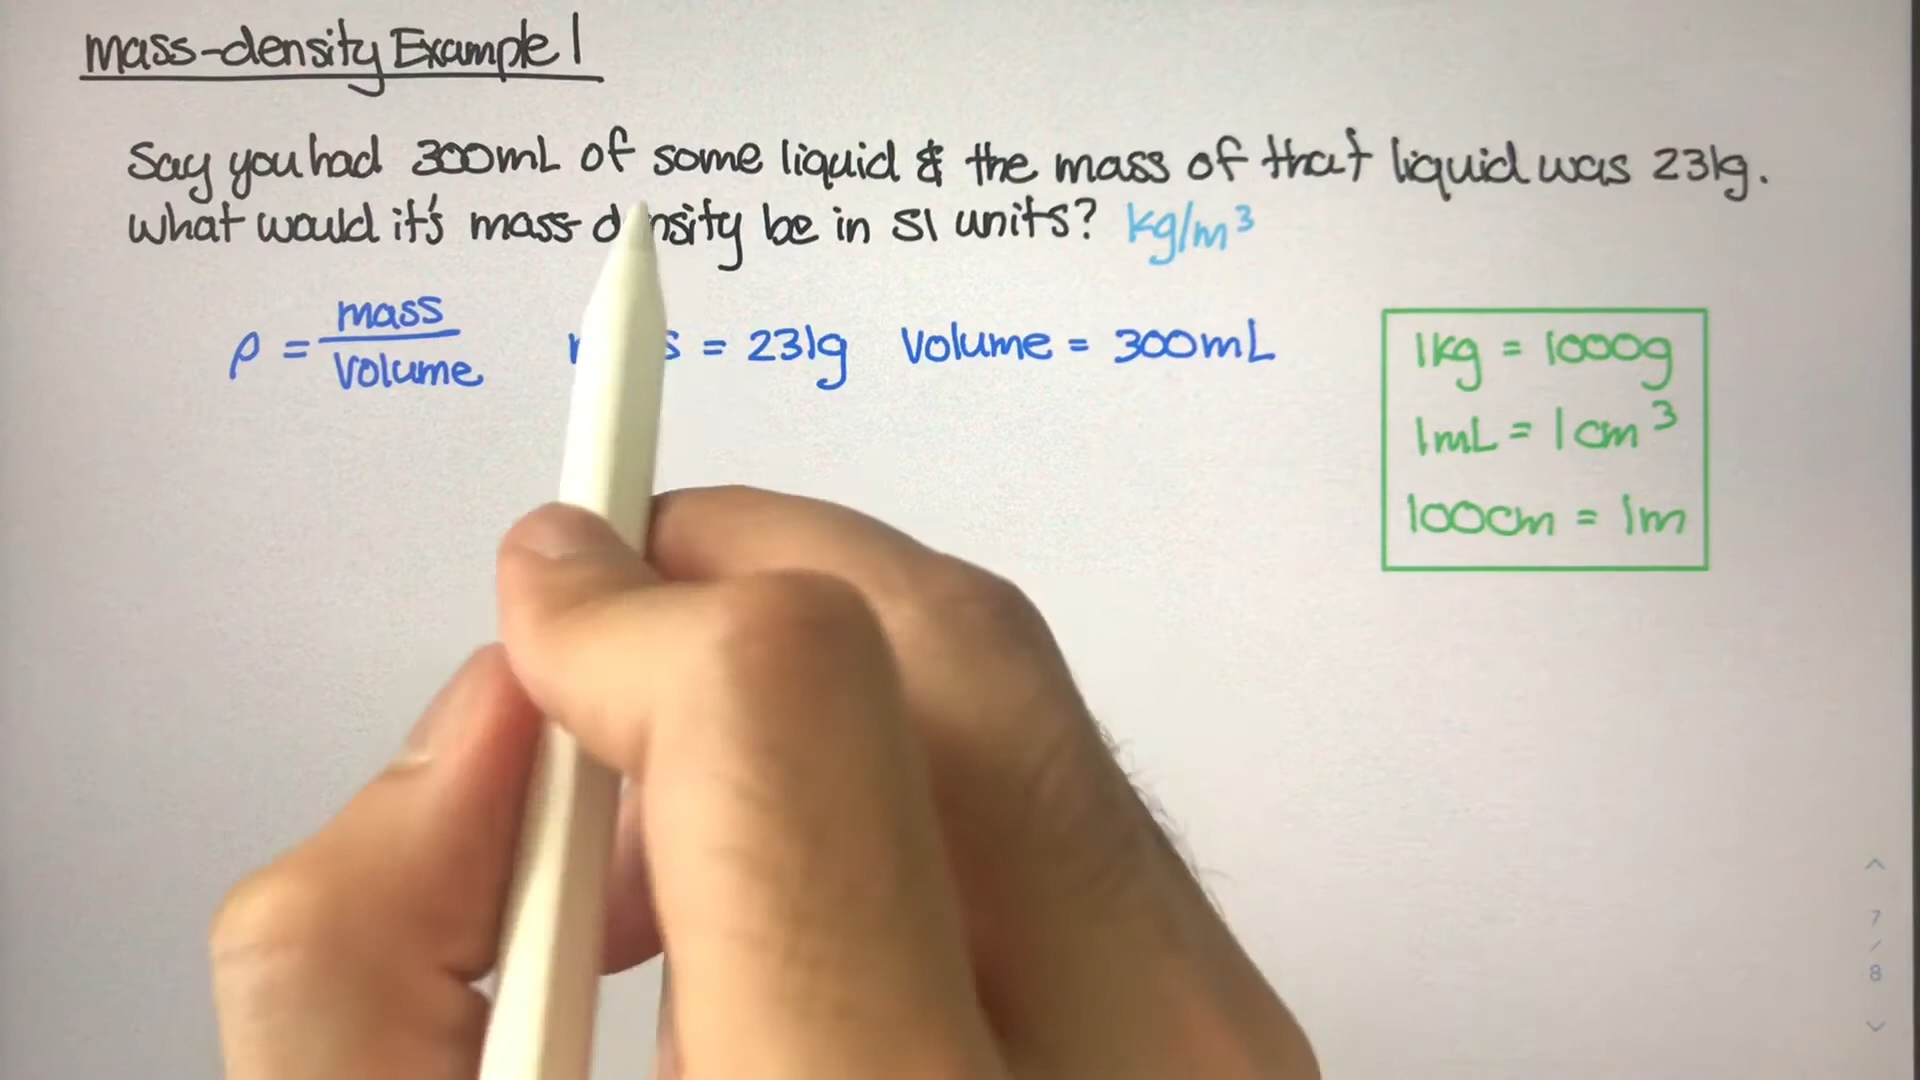 mass-density Example 1
Say you had 300mL of some liquid & the mass of that liquid was 231g.
What would it's mass be in SI units? kg/m³
ρ = mass/volume = 231g volume = 300mL
1kg = 1000g
1mL = 1cm³
100cm = 1m
7
/
8